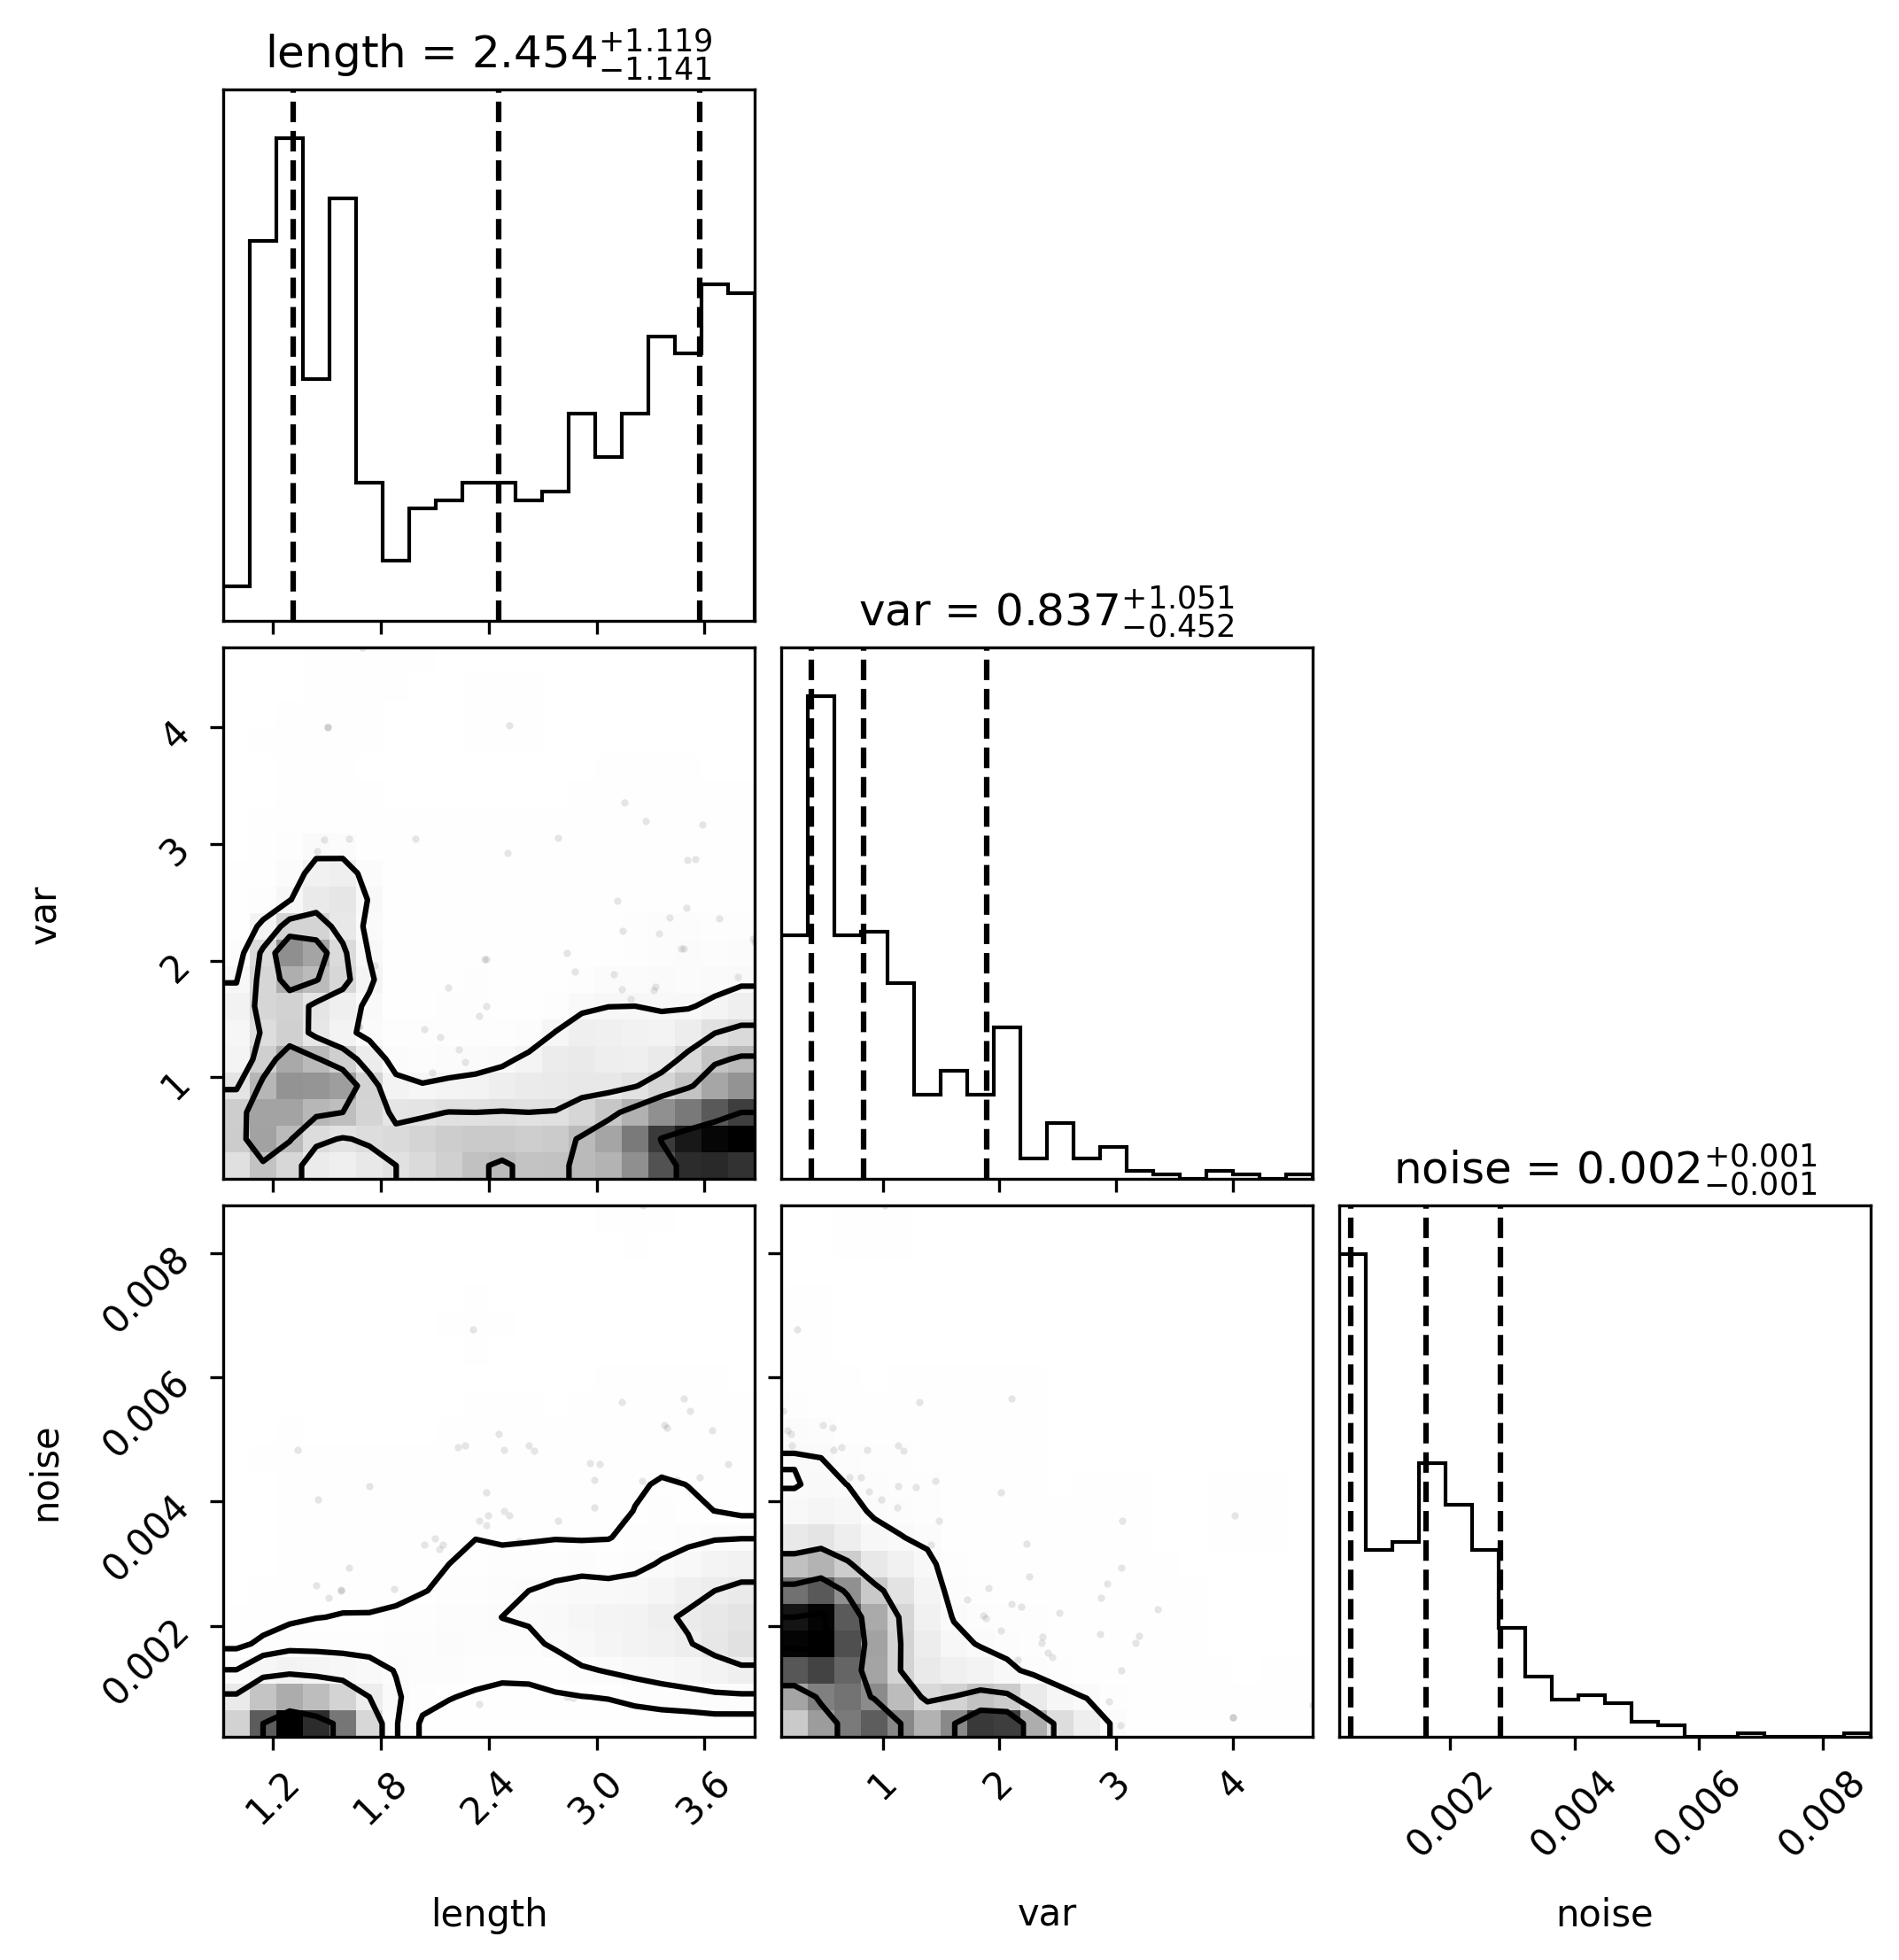 length = 2.454 +1.119 −1.141
var = 0.837 +1.051 −0.452
4
3
2
1
var
noise = 0.002 +0.001 −0.001
0.008
0.006
0.004
0.002
noise
1.2 1.8 2.4 3.0 3.6
1 2 3 4
0.002 0.004 0.006 0.008
length
var
noise